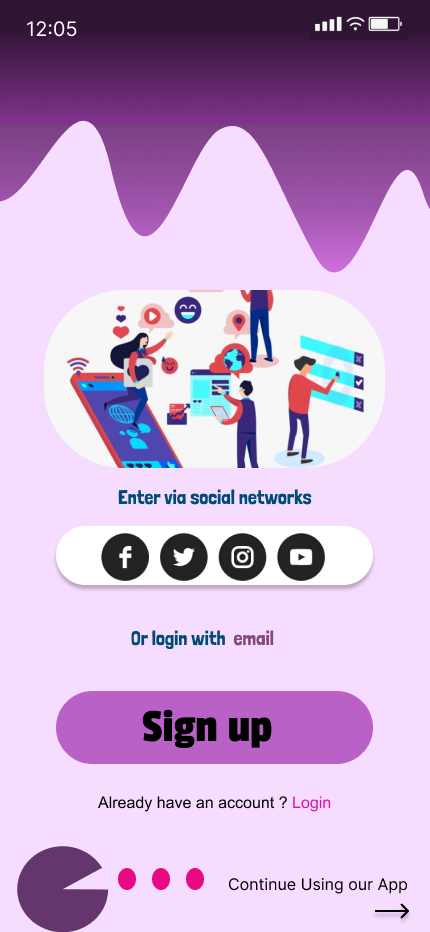 12:05
Enter via social networks
Or login with email
Sign up
Already have an account ? Login
Continue Using our App